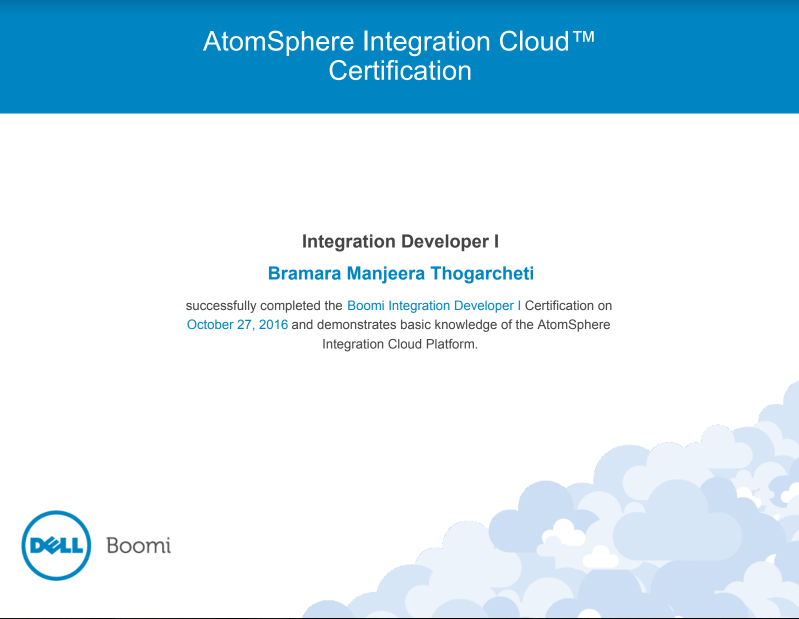 AtomSphere Integration Cloud™
Certification
Integration Developer I
Bramara Manjeera Thogarcheti
successfully completed the Boomi Integration Developer I Certification on
October 27, 2016 and demonstrates basic knowledge of the AtomSphere
Integration Cloud Platform.
DELL Boomi